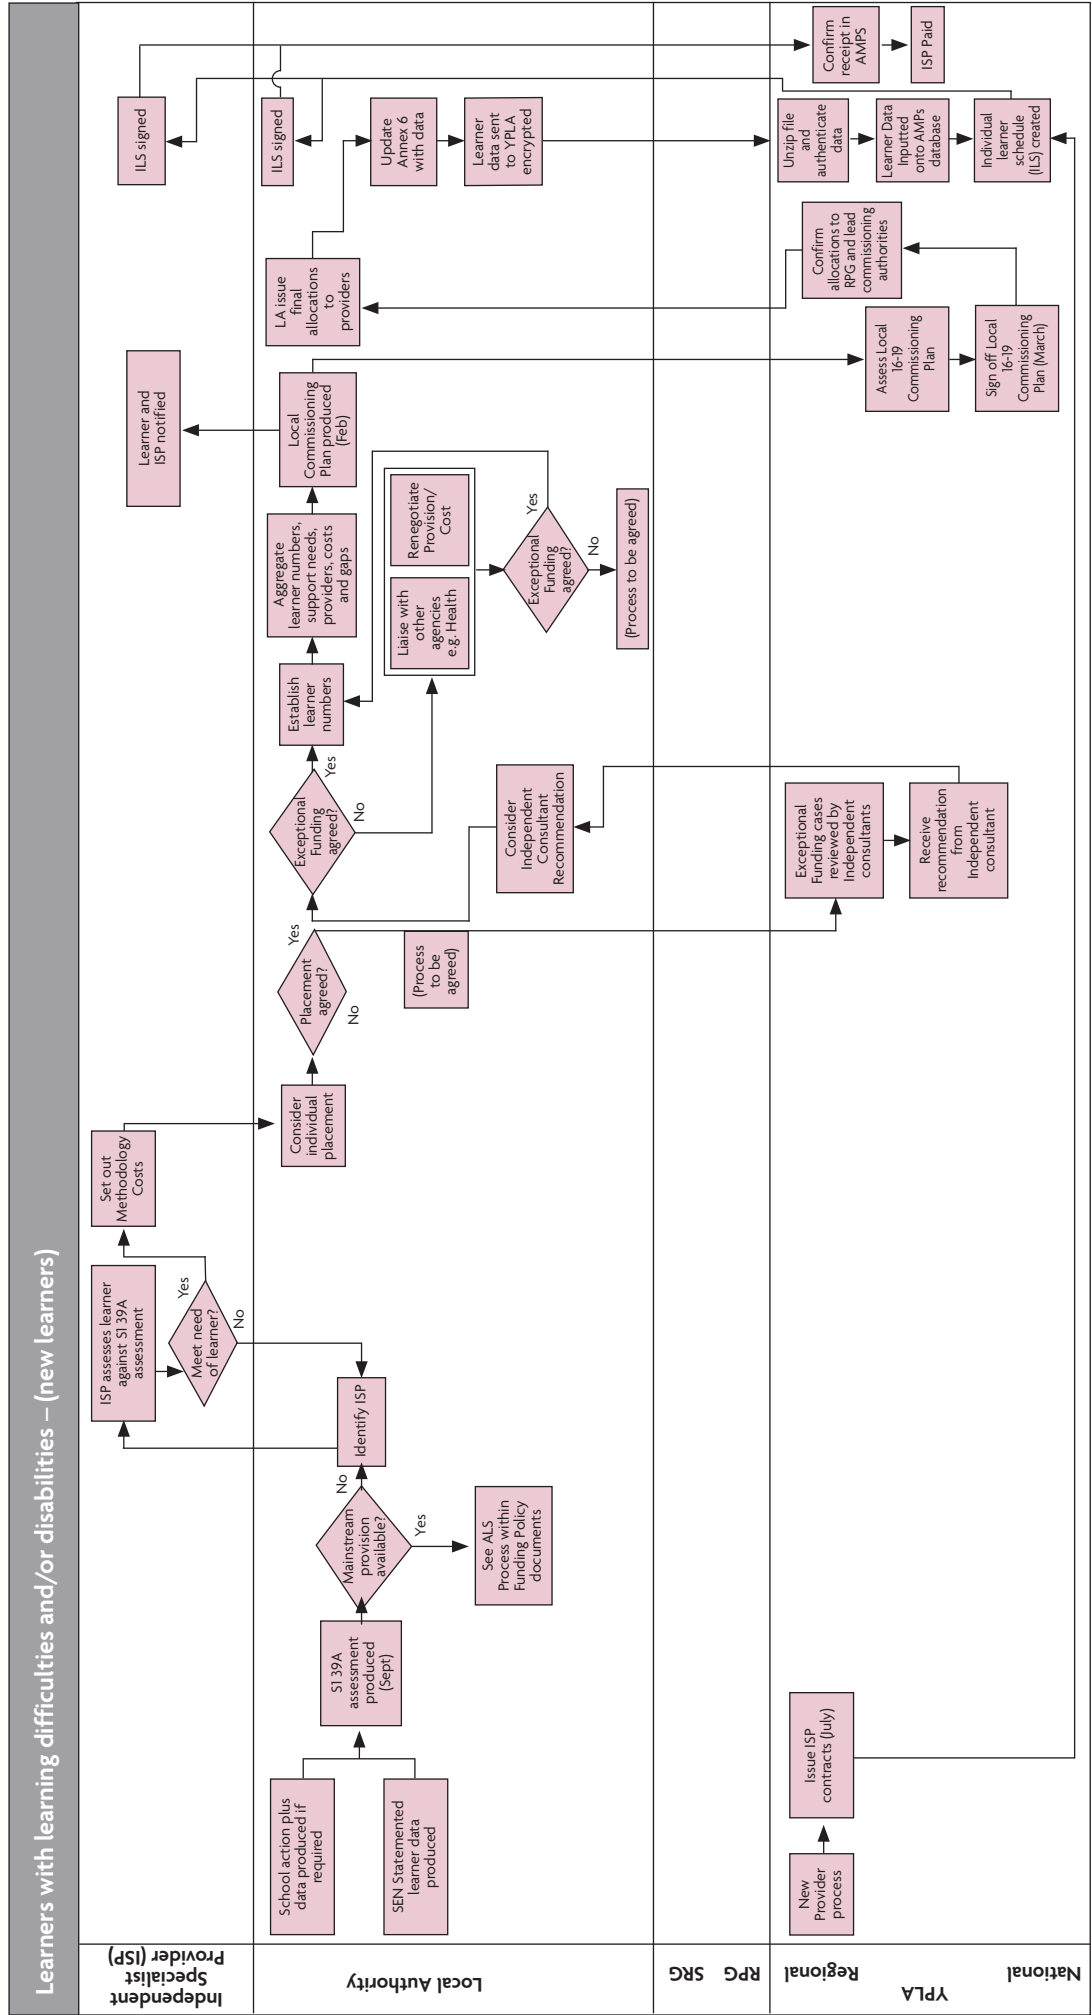 Learners with learning difficulties and/or disabilities – (new learners)
Independent
Specialist
Provider (ISP)
ISP assesses learner
against S139A
assessment
Meet need
of learner?
Yes
No
Set out
Methodology
Costs
Learner and
ISP notified
ILS signed
Local Authority
School action plus
data produced if
required
SEN Statemented
learner data
produced
S139A
assessment
produced
(Sept)
Mainstream
provision
available?
No
Yes
See ALS
Process within
Funding Policy
documents
Identify ISP
Consider
individual
placement
Placement
agreed?
Yes
No
(Process
to be
agreed)
Exceptional
Funding
agreed?
Yes
No
Consider
Independent
Consultant
Recommendation
Establish
learner
numbers
Aggregate
learner numbers,
support needs,
providers, costs
and gaps
Liaise with
other
agencies
e.g. Health
Renegotiate
Provision/
Cost
Exceptional
Funding
agreed?
Yes
No
(Process to be agreed)
Local
Commissioning
Plan produced
(Feb)
LA issue
final
allocations
to
providers
ILS signed
Update
Annex 6
with data
Learner
data sent
to YPLA
encrypted
SRG
RPG
YPLA
Regional
National
New
Provider
process
Issue ISP
contracts (July)
Exceptional
Funding cases
reviewed by
Independent
consultants
Receive
recommendation
from
Independent
consultant
Assess Local
16-19
Commissioning
Plan
Sign off Local
16-19
Commissioning
Plan (March)
Confirm
allocations to
RPG and lead
commissioning
authorities
Unzip file
and
authenticate
data
Learner Data
Inputed
onto AMPs
database
Individual
learner
schedule
(ILS) created
Confirm
receipt in
AMPS
ISP Paid